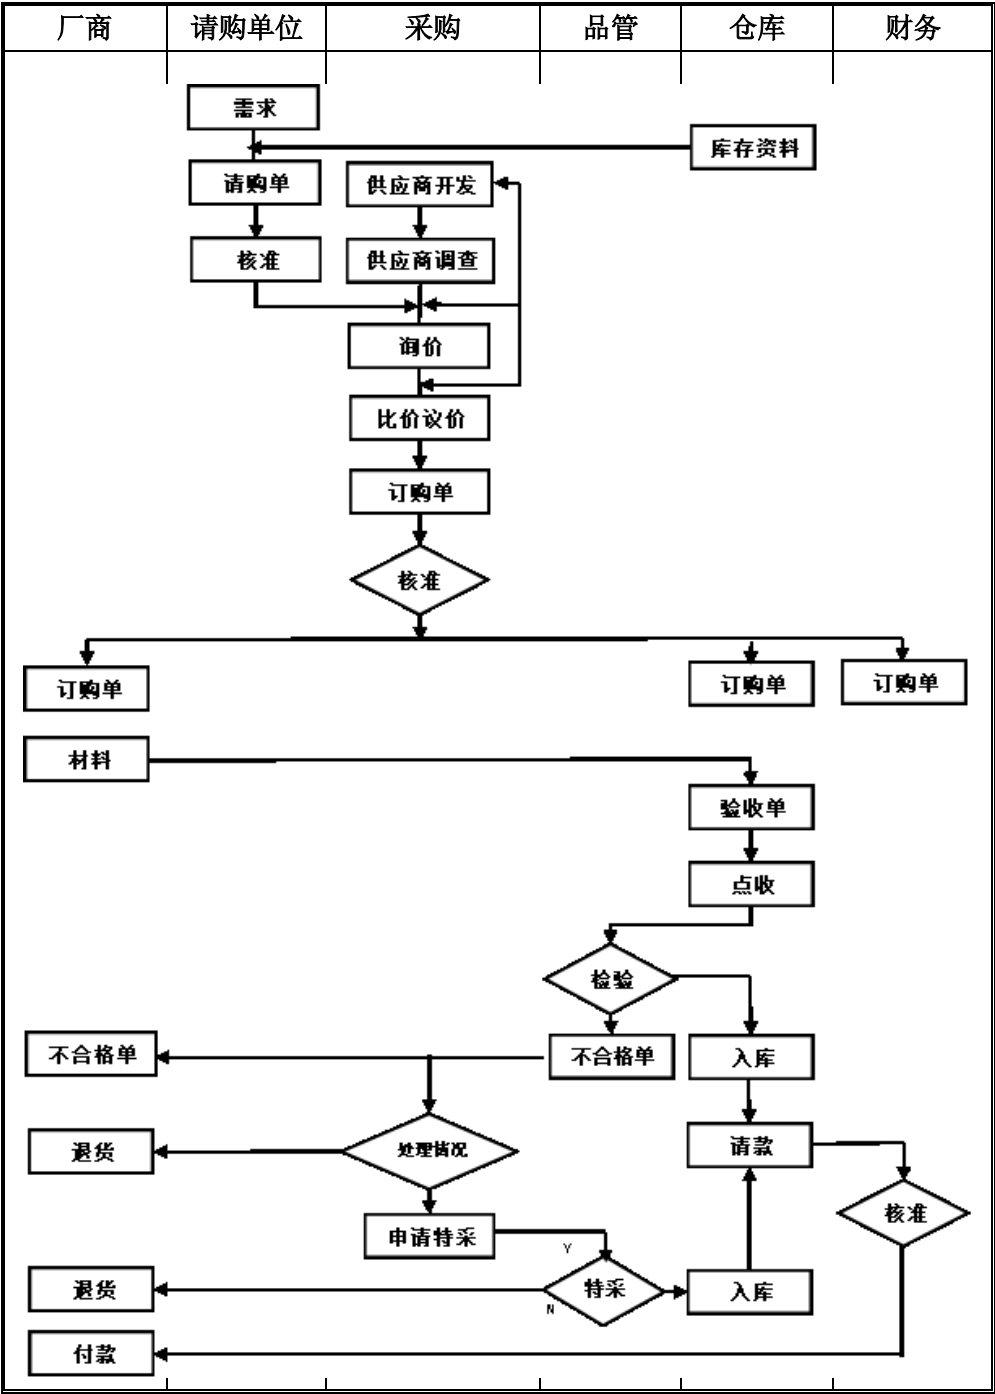 厂商 请购单位 采购 品管 仓库 财务
需求
库存资料
请购单 供应商开发
核准 供应商调查
询价
比价议价
订购单
核准
订购单 订购单 订购单
材料
验收单
点收
检验
不合格单 不合格单 入库
退货 处理情况 请款
核准
申请特采
Y
退货 特采 入库
N
付款